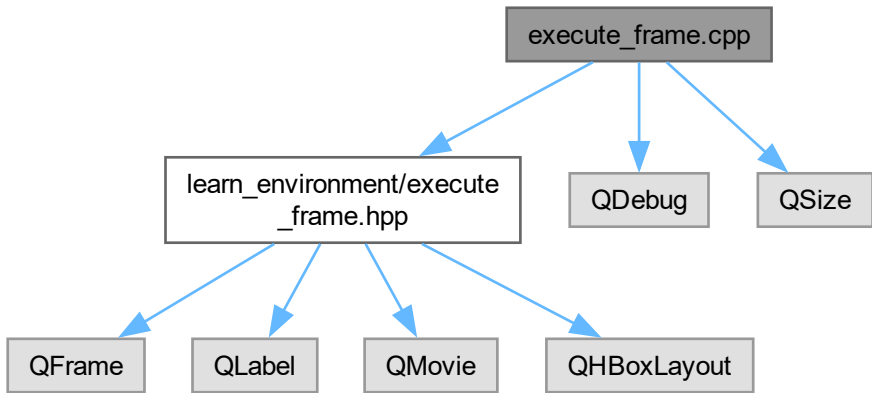 execute_frame.cpp
learn_environment/execute
_frame.hpp
QDebug
QSize
QFrame
QLabel
QMovie
QHBoxLayout